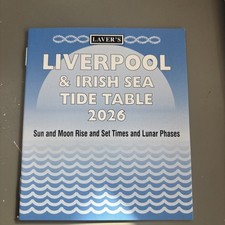 LAVER'S
LIVERPOOL
& IRISH SEA
TIDE TABLE
2026
Sun and Moon Rise and Set Times and Lunar Phases